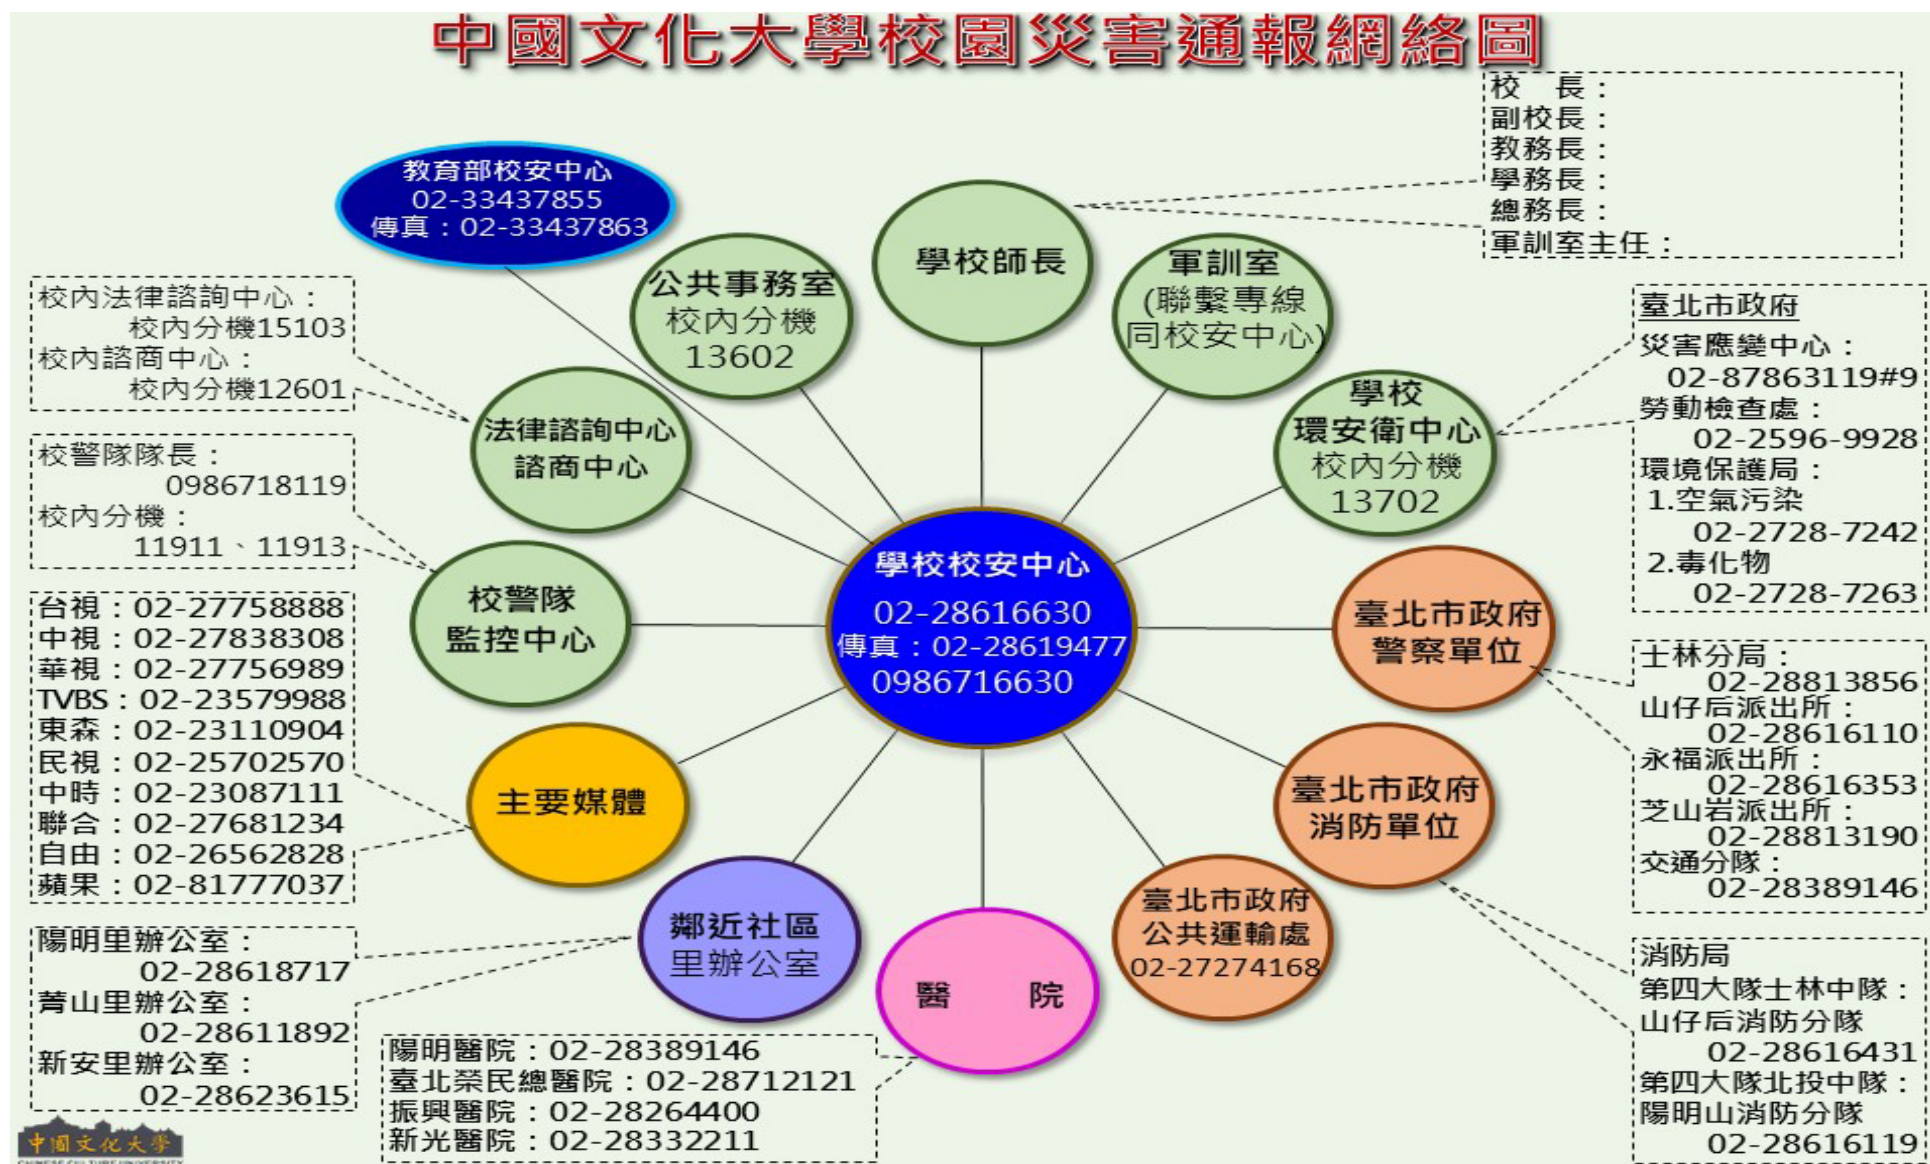 中國文化大學校園災害通報網絡圖
校　長：
副校長：
教務長：
學務長：
總務長：
軍訓室主任：
教育部校安中心
02-33437855
傳真：02-33437863
公共事務室
校內分機
13602
學校師長
軍訓室
(聯繫專線
同校安中心)
學校
環安衛中心
校內分機
13702
臺北市政府
災害應變中心：
02-87863119#9
勞動檢查處：
02-2596-9928
環境保護局：
1.空氣污染
02-2728-7242
2.毒化物
02-2728-7263
校內法律諮詢中心：
校內分機15103
校內諮商中心：
校內分機12601
法律諮詢中心
諮商中心
校警隊隊長：
0986718119
校內分機：
11911、11913
校警隊
監控中心
學校校安中心
02-28616630
傳真：02-28619477
0986716630
臺北市政府
警察單位
士林分局：
02-28813856
山仔后派出所：
02-28616110
永福派出所：
02-28616353
芝山岩派出所：
02-28813190
交通分隊：
02-28389146
台視：02-27758888
中視：02-27838308
華視：02-27756989
TVBS：02-23579988
東森：02-23110904
民視：02-25702570
中時：02-23087111
聯合：02-27681234
自由：02-26562828
蘋果：02-81777037
主要媒體
臺北市政府
消防單位
消防局
第四大隊士林中隊：
山仔后消防分隊
02-28616431
第四大隊北投中隊：
陽明山消防分隊
02-28616119
陽明里辦公室：
02-28618717
菁山里辦公室：
02-28611892
新安里辦公室：
02-28623615
鄰近社區
里辦公室
醫　院
臺北市政府
公共運輸處
02-27274168
陽明醫院：02-28389146
臺北榮民總醫院：02-28712121
振興醫院：02-28264400
新光醫院：02-28332211
中國文化大學
CHINESE CULTURE UNIVERSITY